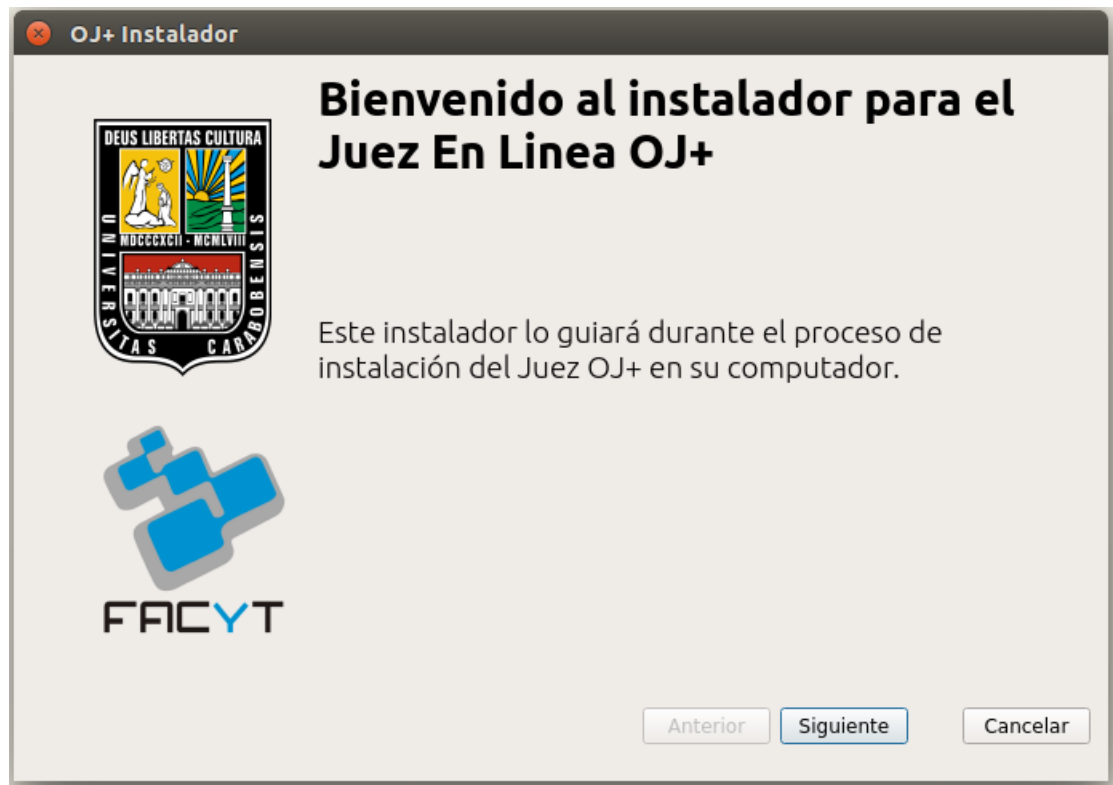 OJ+ Instalador
Bienvenido al instalador para el
Juez En Linea OJ+
DEUS LIBERTAS CULTURA
MDCCCXCII - MCMLVIII
UNIVERSITAS CARABOBENSIS
Este instalador lo guiará durante el proceso de
instalación del Juez OJ+ en su computador.
FACYT
Anterior
Siguiente
Cancelar